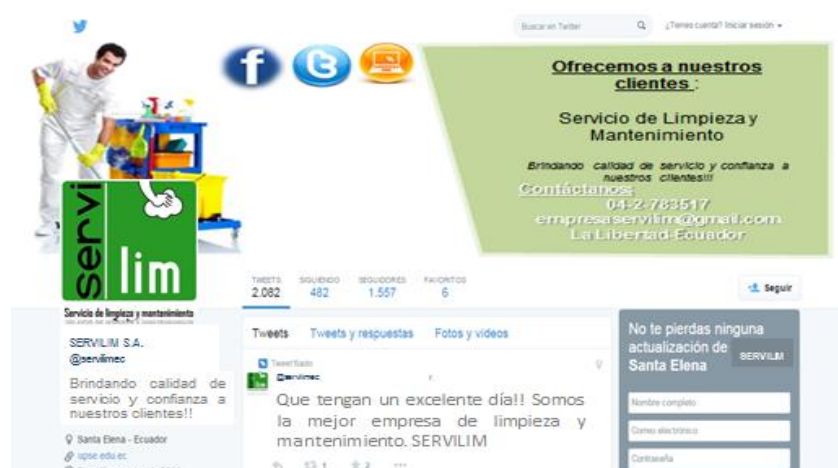 Buscar en Twitter
¿Tienes cuenta? Iniciar sesión
Ofrecemos a nuestros
clientes :
Servicio de Limpieza y
Mantenimiento
Brindando calidad de servicio y confianza a
nuestros clientes!!!
Contáctanos:
04-2-783517
empresaservilim@gmail.com
La Libertad-Ecuador
servi
lim
Servicio de limpieza y mantenimiento
TWEETS SIGUIENDO SEGUIDORES FAVORITOS
2.082 482 1.557 6
Seguir
SERVILIM S.A.
@servilimec
Brindando calidad de
servicio y confianza a
nuestros clientes!!
Santa Elena - Ecuador
upse.edu.ec
Tweets Tweets y respuestas Fotos y videos
Tweet fijado
@servilimec
Que tengan un excelente día!! Somos
la mejor empresa de limpieza y
mantenimiento. SERVILIM
1 2
No te pierdas ninguna
actualización de SERVILIM
Santa Elena
Nombre completo
Correo electrónico
Contraseña